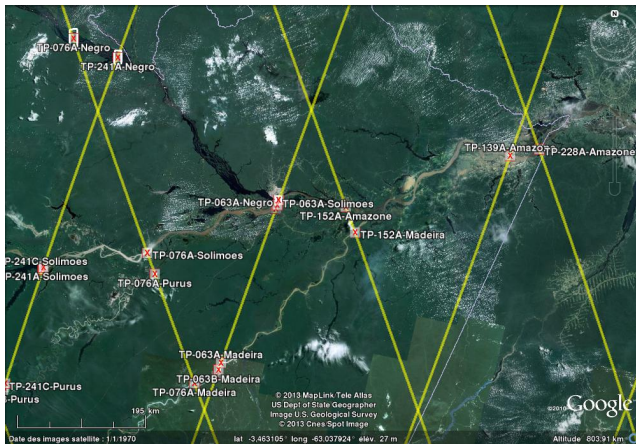 N
TP-076A-Negro
TP-241A-Negro
TP-139A-Amazo
TP-228A-Amazone
TP-063A-Negro
TP-063A-Solimoes
TP-152A-Amazone
TP-152A-Madeira
TP-076A-Solimoes
P-241C-Solimoes
P-241A-Solimoes
TP-076A-Purus
TP-063A-Madeira
TP-063B-Madeira
TP-076A-Madeira
TP-241C-Purus
-Purus
195 km
© 2013 MapLink Tele Atlas
US Dept of State Geographer
Image U.S. Geological Survey
© 2013 Cnes/Spot Image
©2010 Google
Date des images satellite : 1/1/1970
lat -3.463105° long -63.037924° élev. 27 m
Altitude 803.91 km